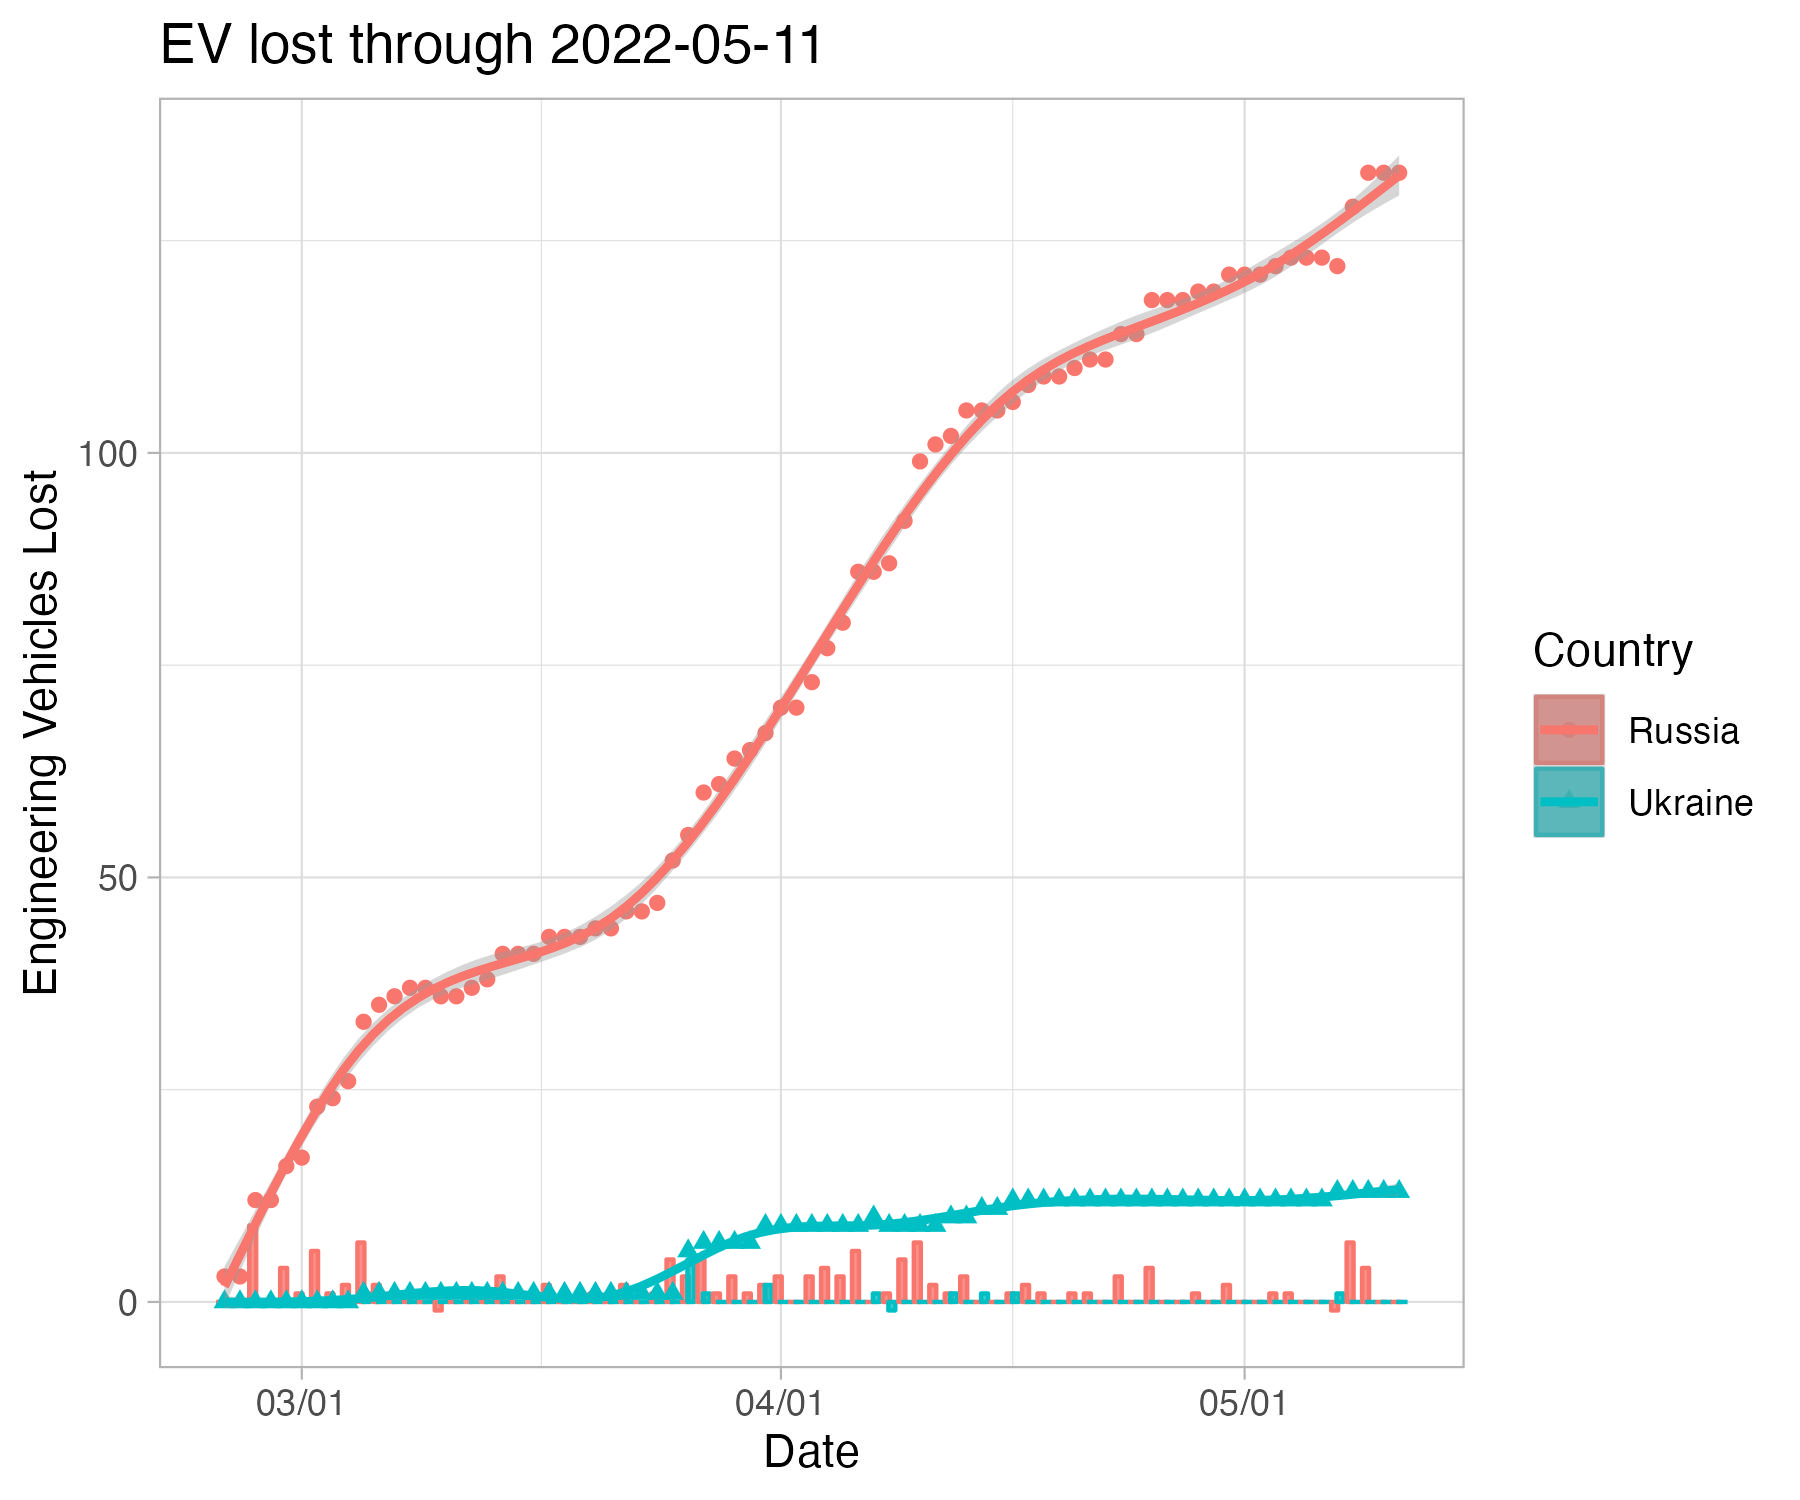 EV lost through 2022-05-11
Engineering Vehicles Lost
100
50
0
03/01
04/01
05/01
Date
Country
Russia
Ukraine